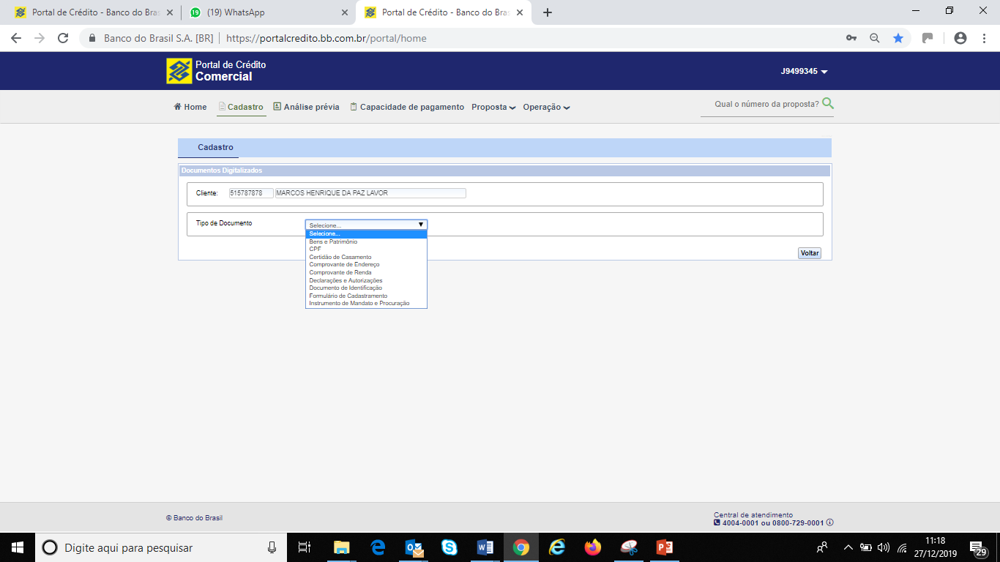 Portal de Crédito - Banco do Bras
(19) WhatsApp
Portal de Crédito - Banco do Bras
Banco do Brasil S.A. [BR] | https://portalcredito.bb.com.br/portal/home
Portal de Crédito
Comercial
J9499345
Home Cadastro Análise prévia Capacidade de pagamento Proposta Operação
Qual o número da proposta?
Cadastro
Documentos Digitalizados
Cliente: 515787878 MARCOS HENRIQUE DA PAZ LAVOR
Tipo de Documento Selecione...
Selecione...
Bens e Patrimônio
CPF
Certidão de Casamento
Comprovante de Endereço
Comprovante de Renda
Declarações e Autorizações
Documento de Identificação
Formulário de Cadastramento
Instrumento de Mandato e Procuração
Voltar
© Banco do Brasil
Central de atendimento
4004-0001 ou 0800-729-0001
Digite aqui para pesquisar
11:18
27/12/2019
29